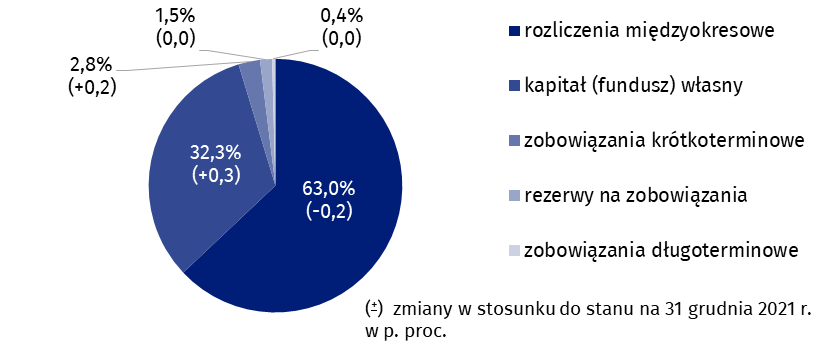 1,5%
(0,0)
0,4%
(0,0)
2,8%
(+0,2)
32,3%
(+0,3)
63,0%
(-0,2)
rozliczenia międzyokresowe
kapitał (fundusz) własny
zobowiązania krótkoterminowe
rezerwy na zobowiązania
zobowiązania długoterminowe
(±) zmiany w stosunku do stanu na 31 grudnia 2021 r.
w p. proc.